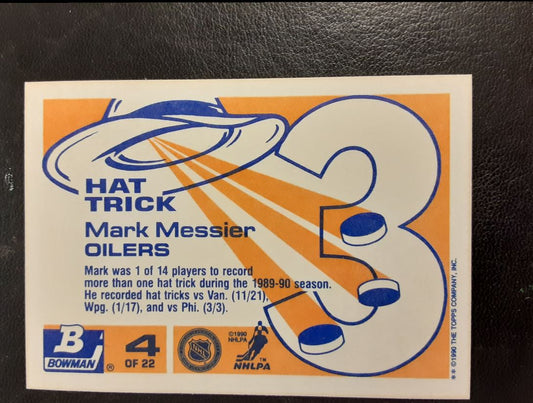 HAT
TRICK
Mark Messier
OILERS
Mark was 1 of 14 players to record
more than one hat trick during the 1989-90 season.
He recorded hat tricks vs Van. (11/21),
Wpg. (1/17), and vs Phi. (3/3).
3
B
BOWMAN®
4
OF 22
NHL
©1990
NHLPA
™
NHLPA
** ©1990 THE TOPPS COMPANY, INC.